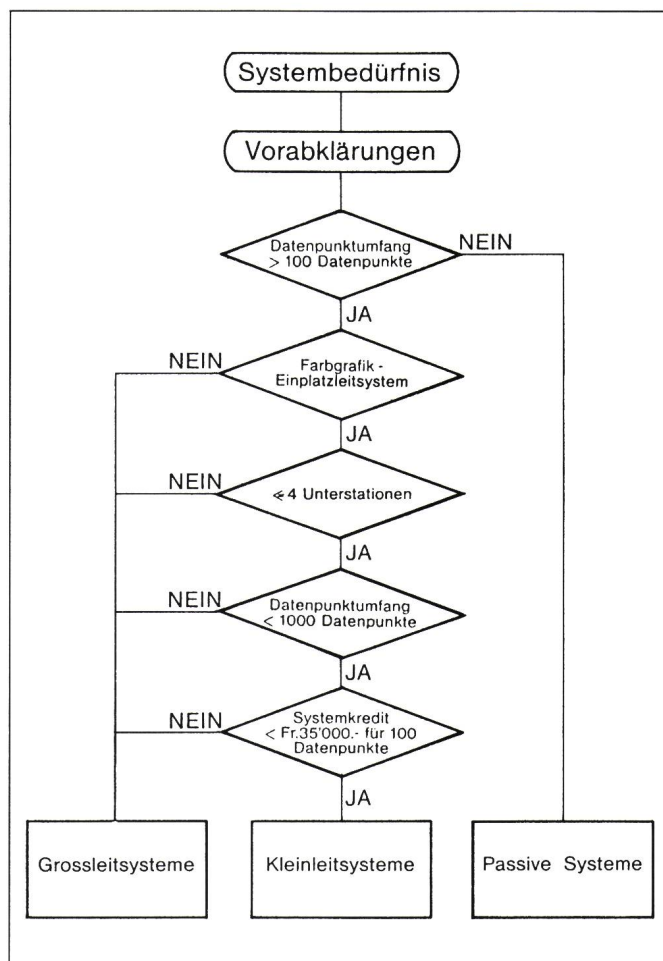 Systembedürfnis
Vorabklärungen
Datenpunktumfang
> 100 Datenpunkte
NEIN
JA
NEIN
Farbgrafik -
Einplatzleitsystem
JA
NEIN
≤ 4 Unterstationen
JA
NEIN
Datenpunktumfang
< 1000 Datenpunkte
JA
NEIN
Systemkredit
< Fr.35'000.- für 100
Datenpunkte
JA
Grossleitsysteme
Kleinleitsysteme
Passive Systeme